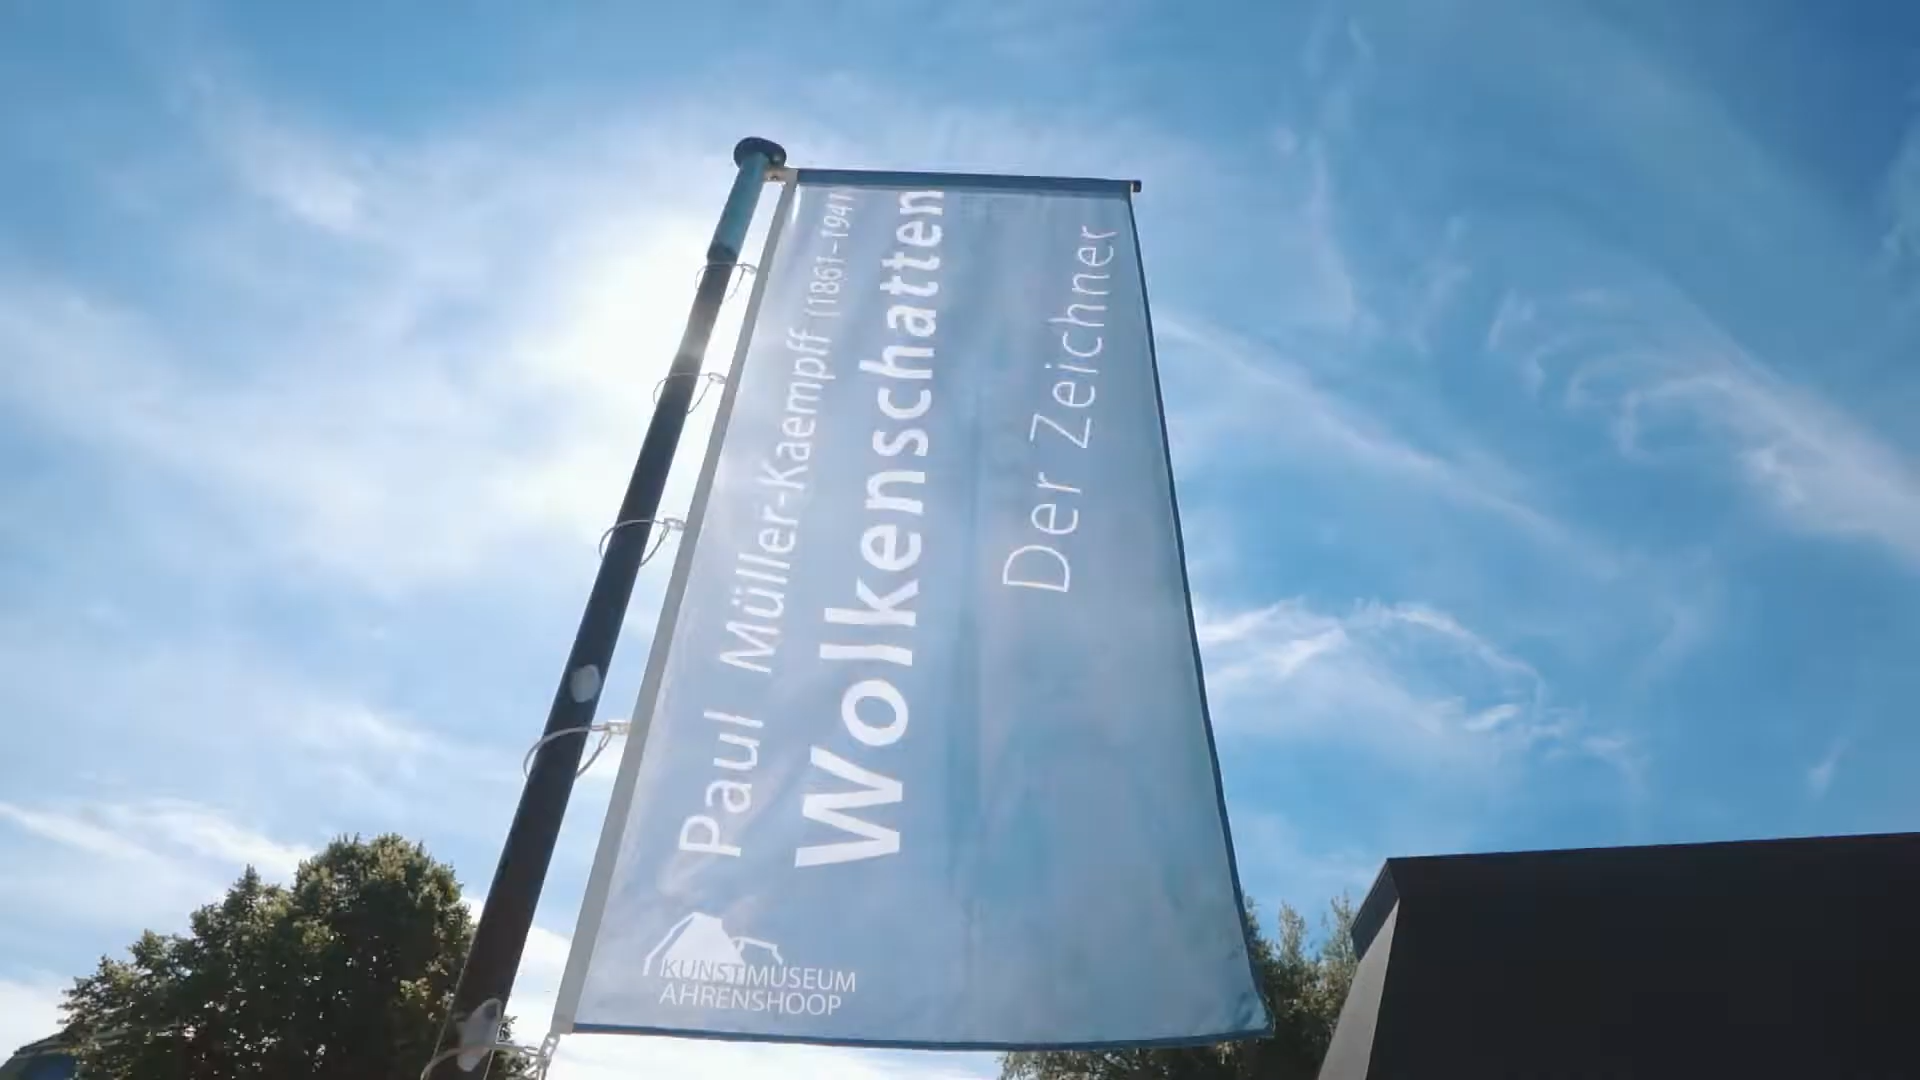 Paul Müller-Kaempff (1861-1941
Wolkenschatten
Der Zeichner
KUNSTMUSEUM
AHRENSHOOP